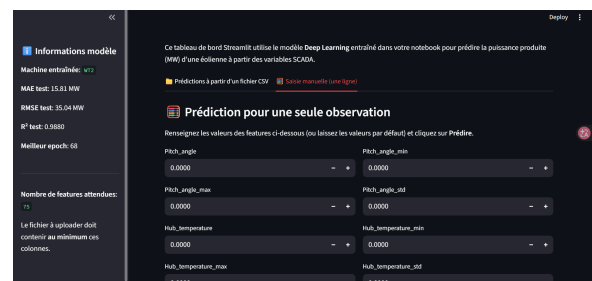 Deploy
Informations modèle
Machine entraînée: WT2
MAE test: 15.81 MW
RMSE test: 35.04 MW
R² test: 0.9880
Meilleur epoch: 68
Nombre de features attendues:
75
Le fichier à uploader doit
contenir au minimum ces
colonnes.
Ce tableau de bord Streamlit utilise le modèle Deep Learning entraîné dans votre notebook pour prédire la puissance produite
(MW) d'une éolienne à partir des variables SCADA.
Prédictions à partir d'un fichier CSV Saisie manuelle (une ligne)
Prédiction pour une seule observation
Renseignez les valeurs des features ci-dessous (ou laissez les valeurs par défaut) et cliquez sur Prédire.
Pitch_angle Pitch_angle_min
0.0000 - + 0.0000 - +
Pitch_angle_max Pitch_angle_std
0.0000 - + 0.0000 - +
Hub_temperature Hub_temperature_min
0.0000 - + 0.0000 - +
Hub_temperature_max Hub_temperature_std